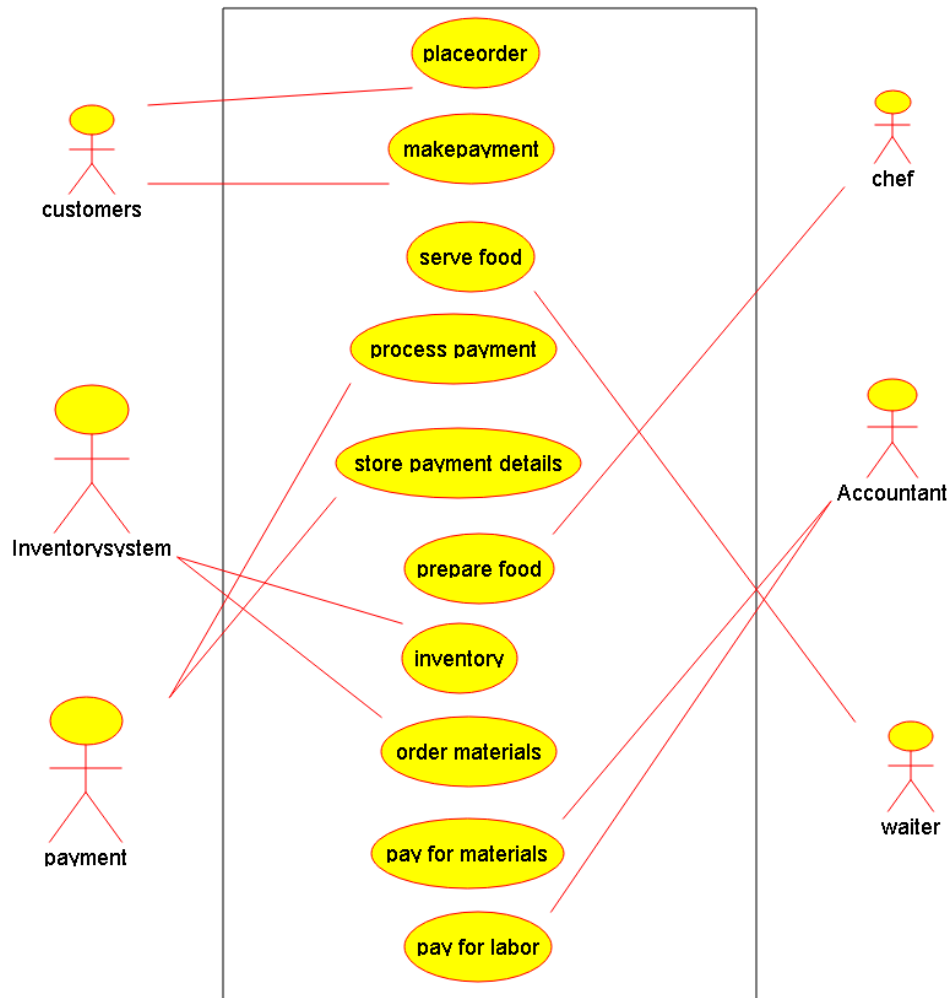 placeorder
makepayment
customers
chef
serve food
process payment
store payment details
Accountant
Inventorysystem
prepare food
inventory
order materials
payment
waiter
pay for materials
pay for labor